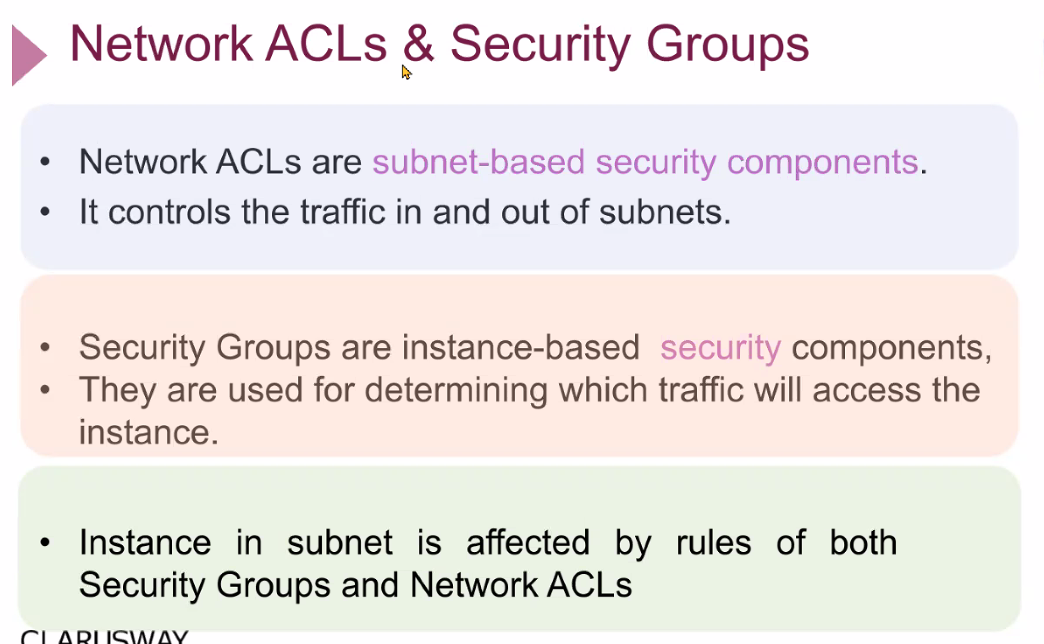 Network ACLs & Security Groups
• Network ACLs are subnet-based security components.
• It controls the traffic in and out of subnets.
• Security Groups are instance-based security components,
• They are used for determining which traffic will access the
instance.
• Instance in subnet is affected by rules of both
Security Groups and Network ACLs
CLARUSWAY